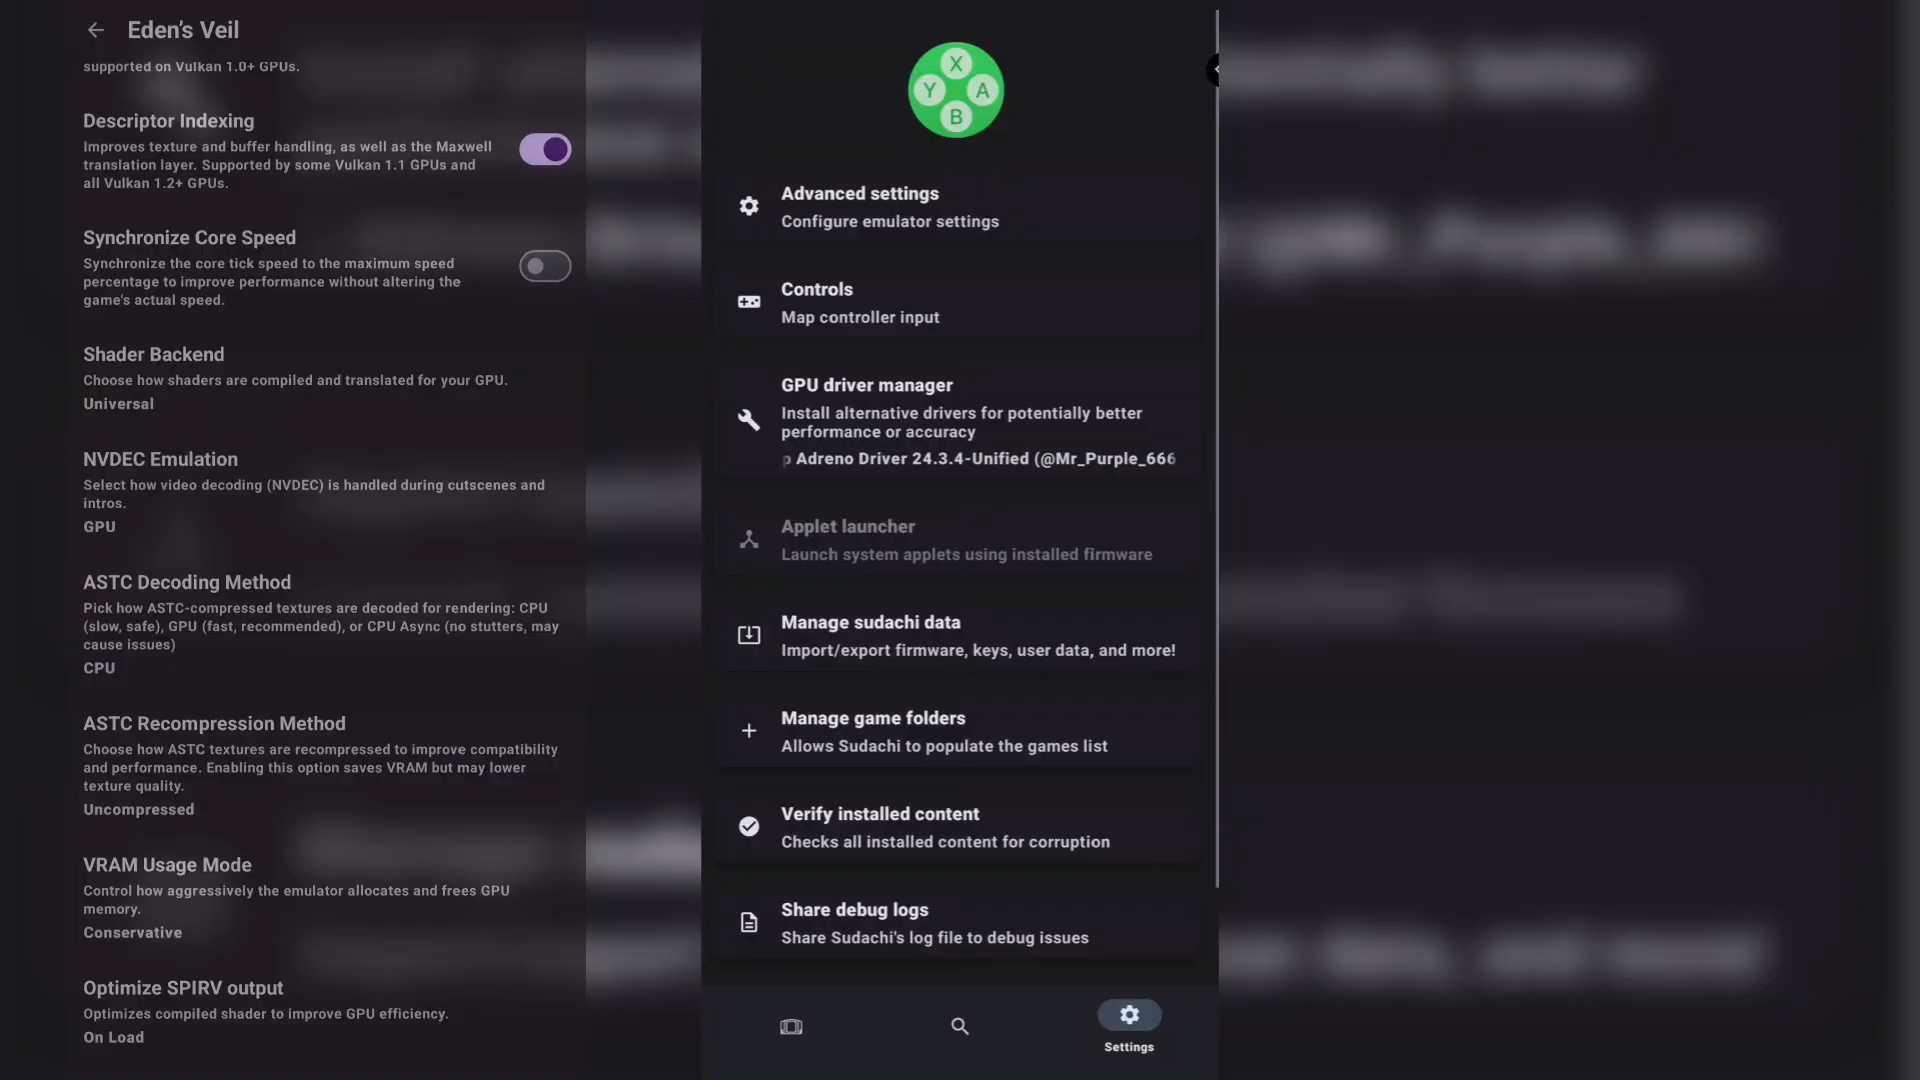 Eden's Veil
supported on Vulkan 1.0+ GPUs.
Descriptor Indexing
Improves texture and buffer handling, as well as the Maxwell
translation layer. Supported by some Vulkan 1.1 GPUs and
all Vulkan 1.2+ GPUs.
Synchronize Core Speed
Synchronize the core tick speed to the maximum speed
percentage to improve performance without altering the
game's actual speed.
Shader Backend
Choose how shaders are compiled and translated for your GPU.
Universal
NVDEC Emulation
Select how video decoding (NVDEC) is handled during cutscenes and
intros.
GPU
ASTC Decoding Method
Pick how ASTC-compressed textures are decoded for rendering: CPU
(slow, safe), GPU (fast, recommended), or CPU Async (no stutters, may
cause issues)
CPU
ASTC Recompression Method
Choose how ASTC textures are recompressed to improve compatibility
and performance. Enabling this option saves VRAM but may lower
texture quality.
Uncompressed
VRAM Usage Mode
Control how aggressively the emulator allocates and frees GPU
memory.
Conservative
Optimize SPIRV output
Optimizes compiled shader to improve GPU efficiency.
On Load
X
Y A
B
Advanced settings
Configure emulator settings
Controls
Map controller input
GPU driver manager
Install alternative drivers for potentially better
performance or accuracy
p Adreno Driver 24.3.4-Unified (@Mr_Purple_666
Applet launcher
Launch system applets using installed firmware
Manage sudachi data
Import/export firmware, keys, user data, and more!
Manage game folders
Allows Sudachi to populate the games list
Verify installed content
Checks all installed content for corruption
Share debug logs
Share Sudachi's log file to debug issues
Settings